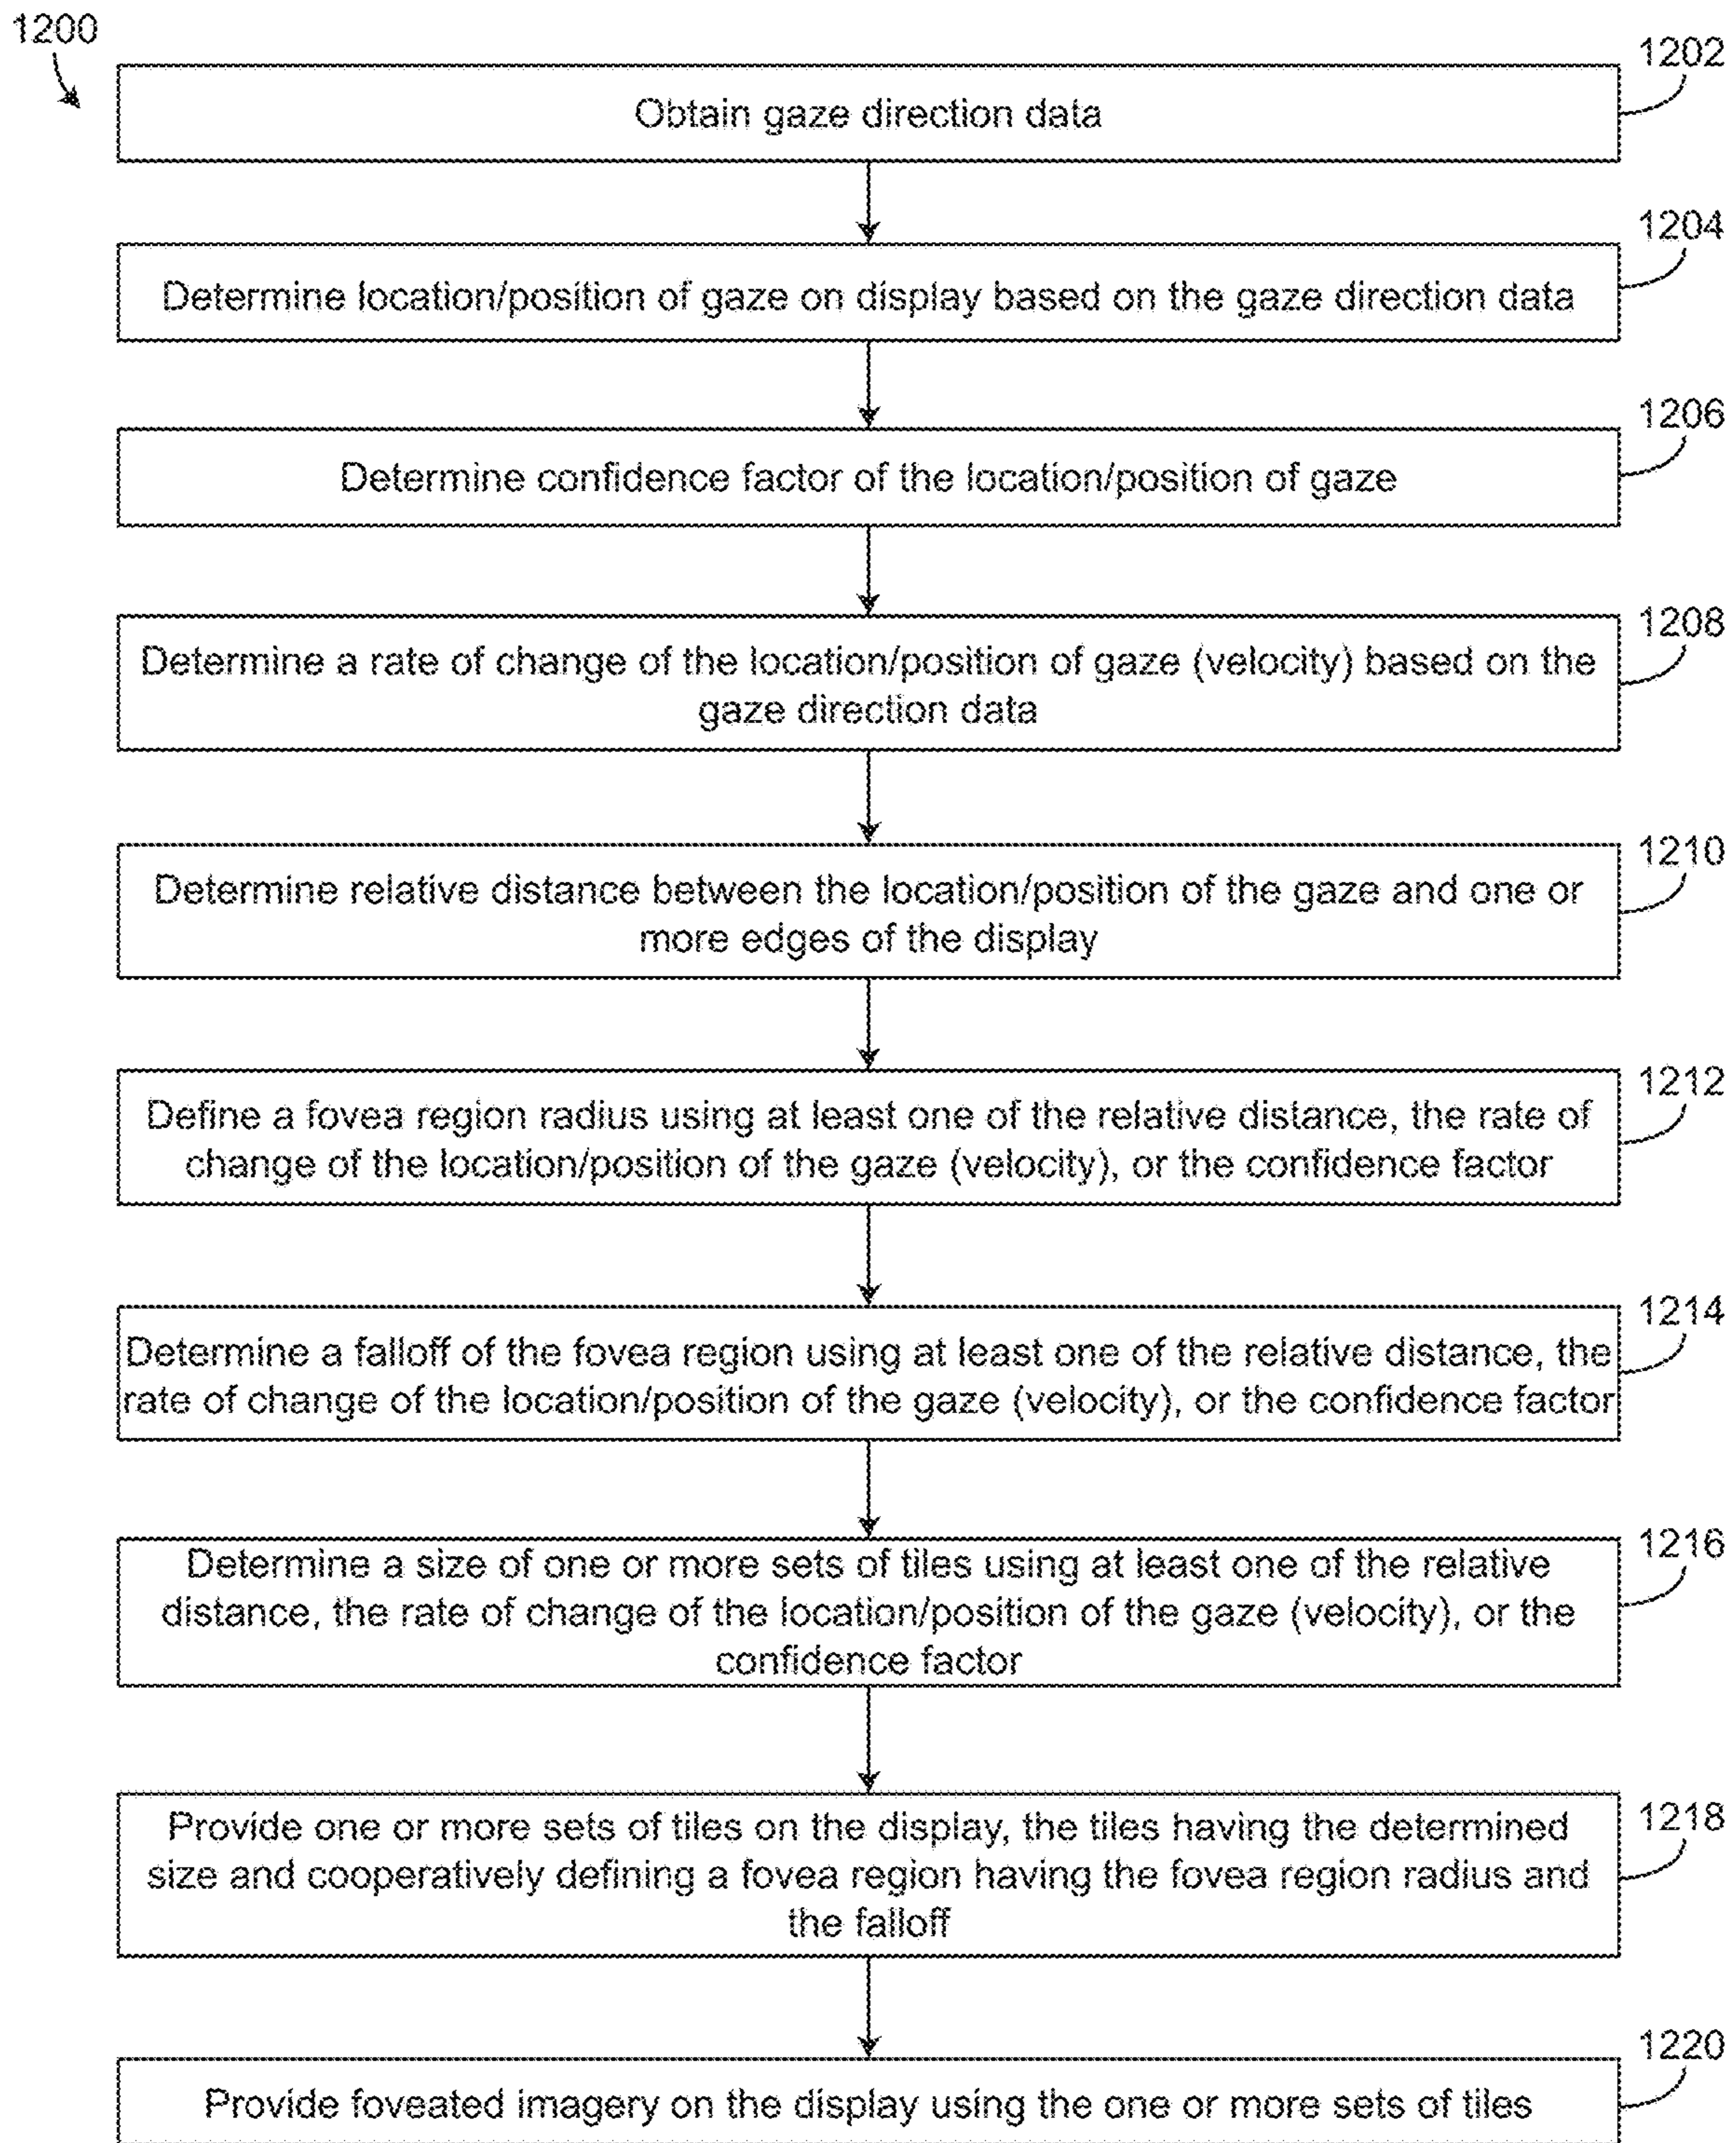 1200
1202
Obtain gaze direction data
1204
Determine location/position of gaze on display based on the gaze direction data
1206
Determine confidence factor of the location/position of gaze
1208
Determine a rate of change of the location/position of gaze (velocity) based on the
gaze direction data
1210
Determine relative distance between the location/position of the gaze and one or
more edges of the display
1212
Define a fovea region radius using at least one of the relative distance, the rate of
change of the location/position of the gaze (velocity), or the confidence factor
1214
Determine a falloff of the fovea region using at least one of the relative distance, the
rate of change of the location/position of the gaze (velocity), or the confidence factor
1216
Determine a size of one or more sets of tiles using at least one of the relative
distance, the rate of change of the location/position of the gaze (velocity), or the
confidence factor
1218
Provide one or more sets of tiles on the display, the tiles having the determined
size and cooperatively defining a fovea region having the fovea region radius and
the falloff
1220
Provide foveated imagery on the display using the one or more sets of tiles